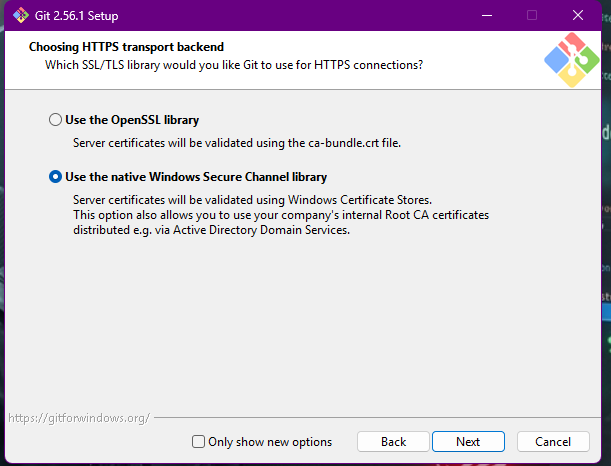 Git 2.56.1 Setup
Choosing HTTPS transport backend
Which SSL/TLS library would you like Git to use for HTTPS connections?
Use the OpenSSL library
Server certificates will be validated using the ca-bundle.crt file.
Use the native Windows Secure Channel library
Server certificates will be validated using Windows Certificate Stores.
This option also allows you to use your company's internal Root CA certificates
distributed e.g. via Active Directory Domain Services.
https://gitforwindows.org/
Only show new options
Back
Next
Cancel